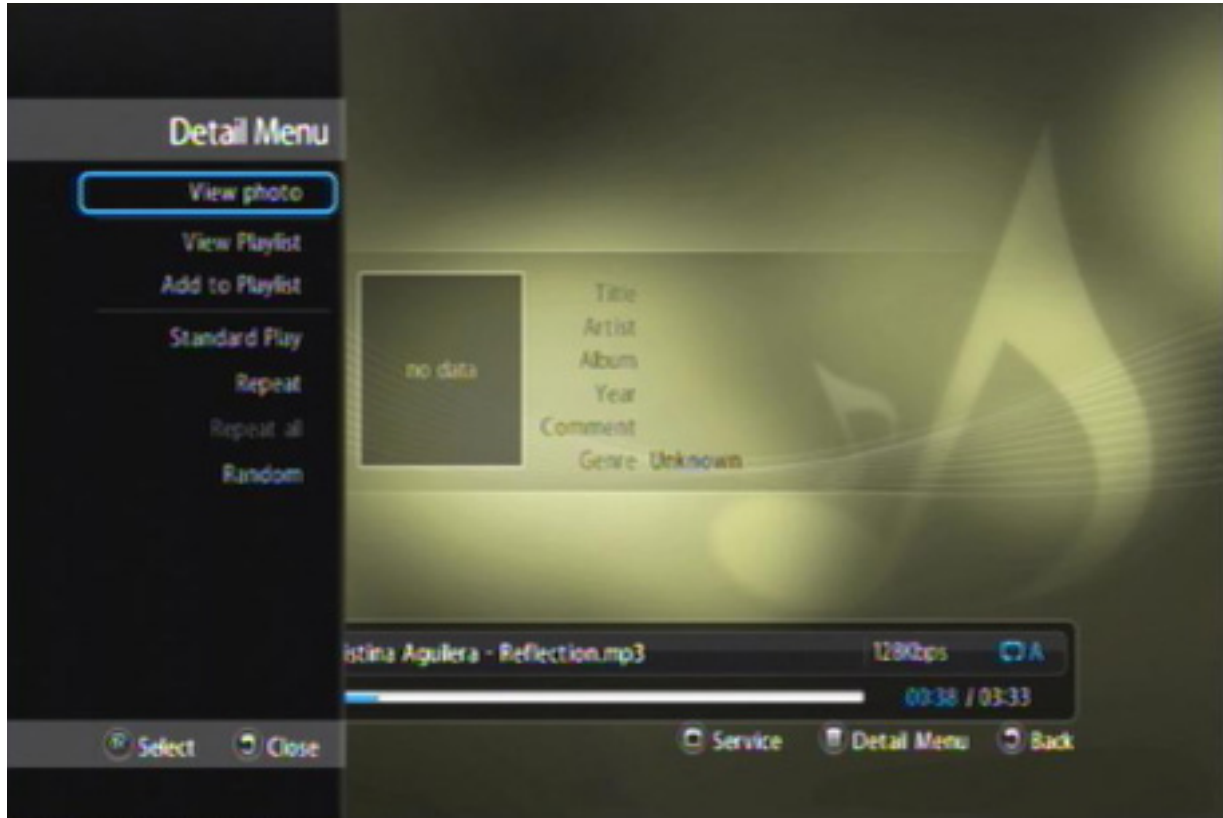 Detail Menu
View photo
View Playlist
Add to Playlist
Standard Play
Repeat
Repeat all
Random
no data
Title
Artist
Album
Year
Comment
Genre Unknown
istina Aguilera - Reflection.mp3 128Kbps A
00:38 / 03:33
Select Close Service Detail Menu Back